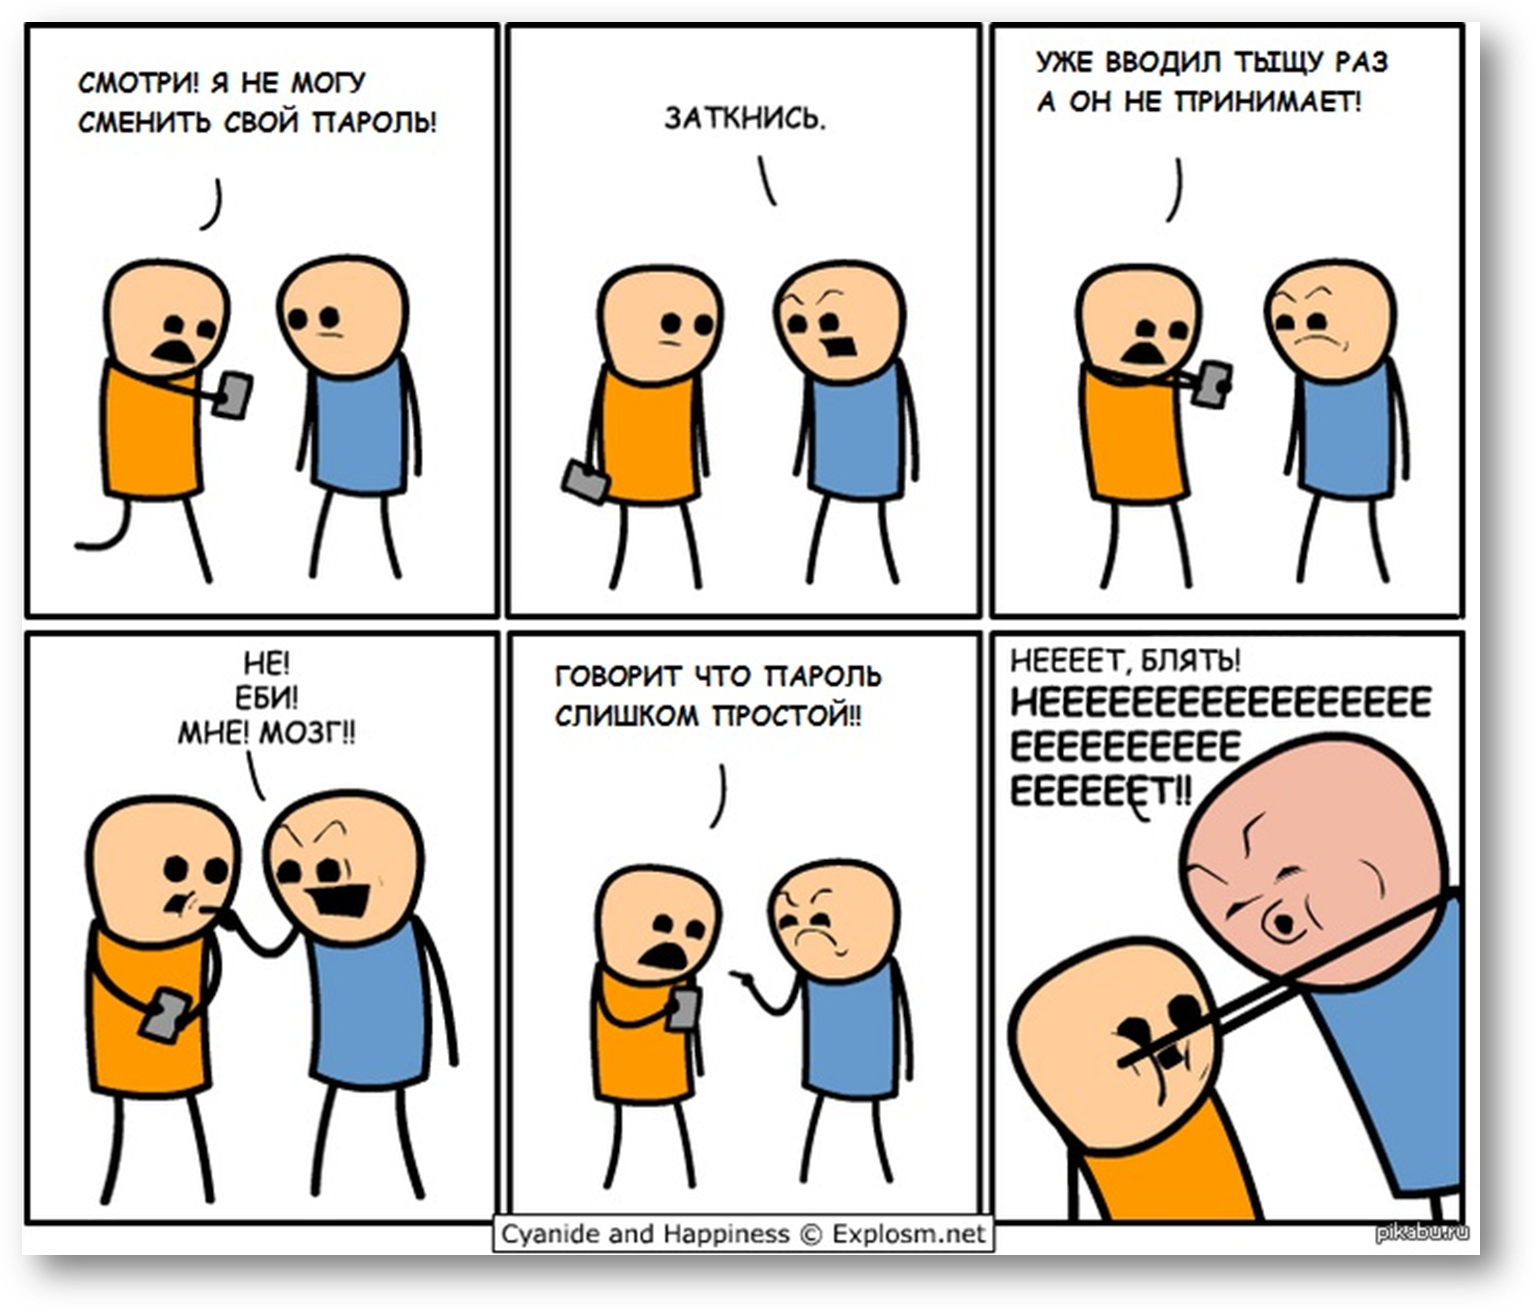 СМОТРИ! Я НЕ МОГУ
СМЕНИТЬ СВОЙ ПАРОЛЬ!
ЗАТКНИСЬ.
УЖЕ ВВОДИЛ ТЫЩУ РАЗ
А ОН НЕ ПРИНИМАЕТ!
НЕ!
ЕБИ!
МНЕ! МОЗГ!!
ГОВОРИТ ЧТО ПАРОЛЬ
СЛИШКОМ ПРОСТОЙ!!
НЕЕЕЕТ, БЛЯТЬ!
НЕЕЕЕЕЕЕЕЕЕЕЕЕЕЕЕЕЕ
ЕЕЕЕЕЕЕЕЕЕ
ЕЕЕЕЕЕТ!!
Cyanide and Happiness © Explosm.net
pikabu.ru